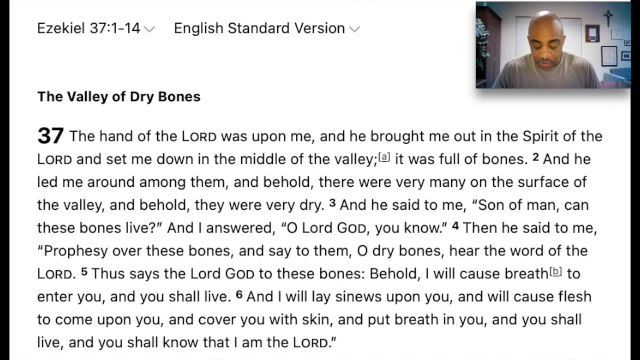 Ezekiel 37:1-14 English Standard Version
The Valley of Dry Bones
37 The hand of the LORD was upon me, and he brought me out in the Spirit of the
LORD and set me down in the middle of the valley;[a] it was full of bones. 2 And he
led me around among them, and behold, there were very many on the surface of
the valley, and behold, they were very dry. 3 And he said to me, “Son of man, can
these bones live?” And I answered, “O Lord GOD, you know.” 4 Then he said to me,
“Prophesy over these bones, and say to them, O dry bones, hear the word of the
LORD. 5 Thus says the Lord GOD to these bones: Behold, I will cause breath[b] to
enter you, and you shall live. 6 And I will lay sinews upon you, and will cause flesh
to come upon you, and cover you with skin, and put breath in you, and you shall
live, and you shall know that I am the LORD.”